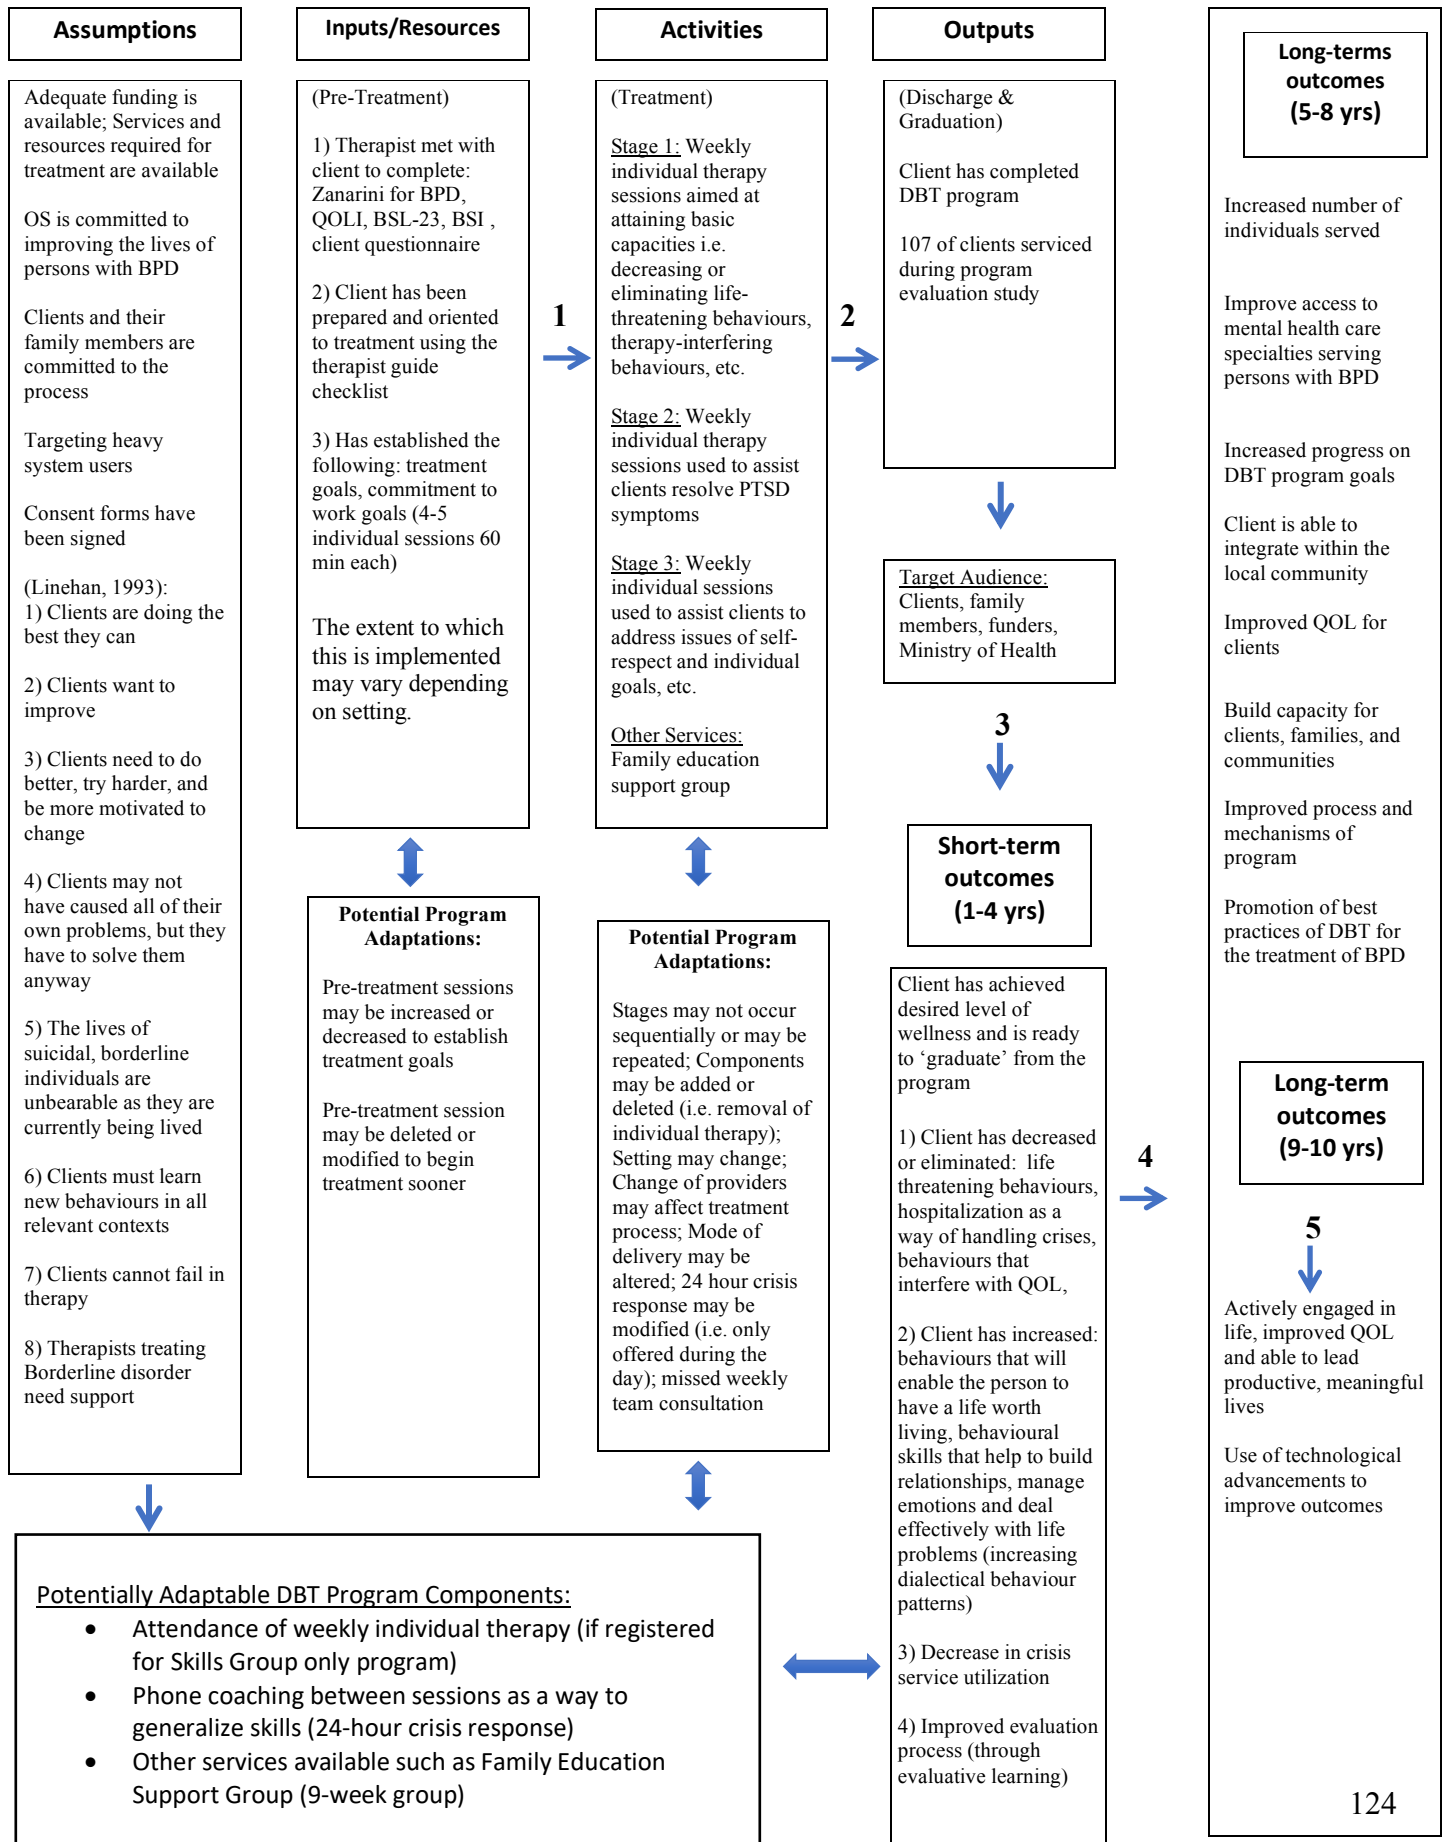 Assumptions
Adequate funding is
available; Services and
resources required for
treatment are available
OS is committed to
improving the lives of
persons with BPD
Clients and their
family members are
committed to the
process
Targeting heavy
system users
Consent forms have
been signed
(Linehan, 1993):
1) Clients are doing the
best they can
2) Clients want to
improve
3) Clients need to do
better, try harder, and
be more motivated to
change
4) Clients may not
have caused all of their
own problems, but they
have to solve them
anyway
5) The lives of
suicidal, borderline
individuals are
unbearable as they are
currently being lived
6) Clients must learn
new behaviours in all
relevant contexts
7) Clients cannot fail in
therapy
8) Therapists treating
Borderline disorder
need support
Inputs/Resources
(Pre-Treatment)
1) Therapist met with
client to complete:
Zanarini for BPD,
QOLI, BSL-23, BSI ,
client questionnaire
2) Client has been
prepared and oriented
to treatment using the
therapist guide
checklist
3) Has established the
following: treatment
goals, commitment to
work goals (4-5
individual sessions 60
min each)
The extent to which
this is implemented
may vary depending
on setting.
Potential Program
Adaptations:
Pre-treatment sessions
may be increased or
decreased to establish
treatment goals
Pre-treatment session
may be deleted or
modified to begin
treatment sooner
1
Activities
(Treatment)
Stage 1: Weekly
individual therapy
sessions aimed at
attaining basic
capacities i.e.
decreasing or
eliminating life-
threatening behaviours,
therapy-interfering
behaviours, etc.
Stage 2: Weekly
individual therapy
sessions used to assist
clients resolve PTSD
symptoms
Stage 3: Weekly
individual sessions
used to assist clients to
address issues of self-
respect and individual
goals, etc.
Other Services:
Family education
support group
Potential Program
Adaptations:
Stages may not occur
sequentially or may be
repeated; Components
may be added or
deleted (i.e. removal of
individual therapy);
Setting may change;
Change of providers
may affect treatment
process; Mode of
delivery may be
altered; 24 hour crisis
response may be
modified (i.e. only
offered during the
day); missed weekly
team consultation
2
Outputs
(Discharge &
Graduation)
Client has completed
DBT program
107 of clients serviced
during program
evaluation study
Target Audience:
Clients, family
members, funders,
Ministry of Health
3
Short-term
outcomes
(1-4 yrs)
Client has achieved
desired level of
wellness and is ready
to ‘graduate’ from the
program
1) Client has decreased
or eliminated: life
threatening behaviours,
hospitalization as a
way of handling crises,
behaviours that
interfere with QOL,
2) Client has increased:
behaviours that will
enable the person to
have a life worth
living, behavioural
skills that help to build
relationships, manage
emotions and deal
effectively with life
problems (increasing
dialectical behaviour
patterns)
3) Decrease in crisis
service utilization
4) Improved evaluation
process (through
evaluative learning)
4
Long-terms
outcomes
(5-8 yrs)
Increased number of
individuals served
Improve access to
mental health care
specialties serving
persons with BPD
Increased progress on
DBT program goals
Client is able to
integrate within the
local community
Improved QOL for
clients
Build capacity for
clients, families, and
communities
Improved process and
mechanisms of
program
Promotion of best
practices of DBT for
the treatment of BPD
Long-term
outcomes
(9-10 yrs)
5
Actively engaged in
life, improved QOL
and able to lead
productive, meaningful
lives
Use of technological
advancements to
improve outcomes
Potentially Adaptable DBT Program Components:
• Attendance of weekly individual therapy (if registered
for Skills Group only program)
• Phone coaching between sessions as a way to
generalize skills (24-hour crisis response)
• Other services available such as Family Education
Support Group (9-week group)
124